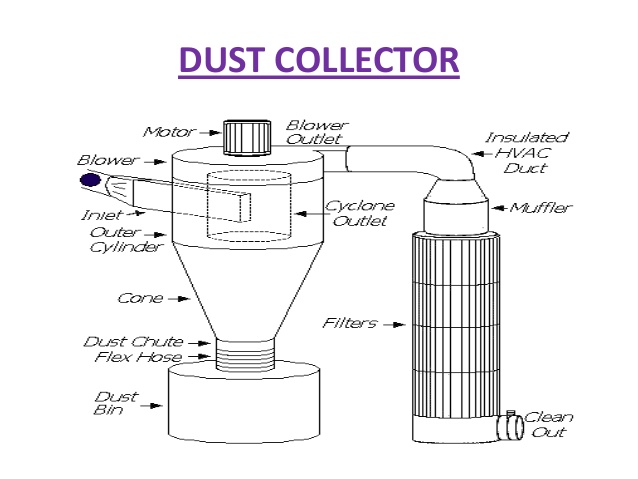 DUST COLLECTOR
Motor
Blower
Outlet
Insulated
HVAC
Duct
Blower
Inlet
Cyclone
Outlet
Muffler
Outer
Cylinder
Cone
Filters
Dust Chute
Flex Hose
Dust
Bin
Clean
Out